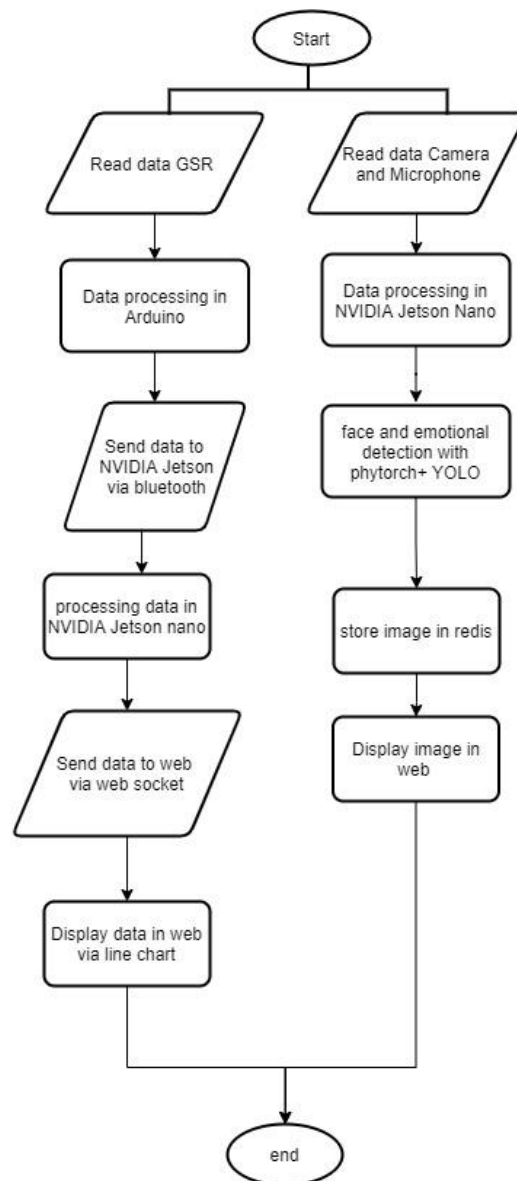 Start
Read data GSR
Read data Camera
and Microphone
Data processing in
Arduino
Data processing in
NVIDIA Jetson Nano
Send data to
NVIDIA Jetson
via bluetooth
face and emotional
detection with
phytorch+ YOLO
processing data in
NVIDIA Jetson nano
store image in redis
Send data to web
via web socket
Display image in
web
Display data in web
via line chart
end